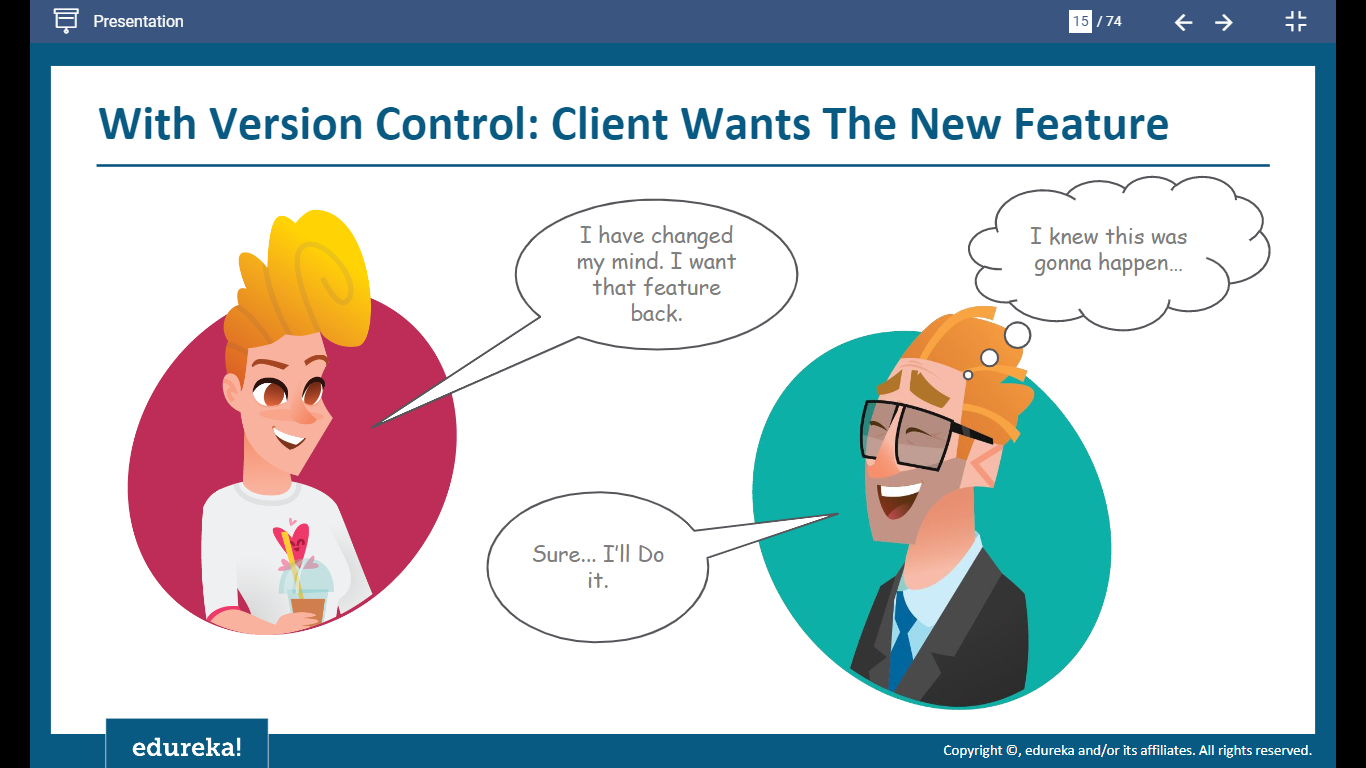 Presentation
15 / 74
With Version Control: Client Wants The New Feature
I have changed
my mind. I want
that feature
back.
I knew this was
gonna happen…
Sure... I’ll Do
it.
edureka!
Copyright ©, edureka and/or its affiliates. All rights reserved.